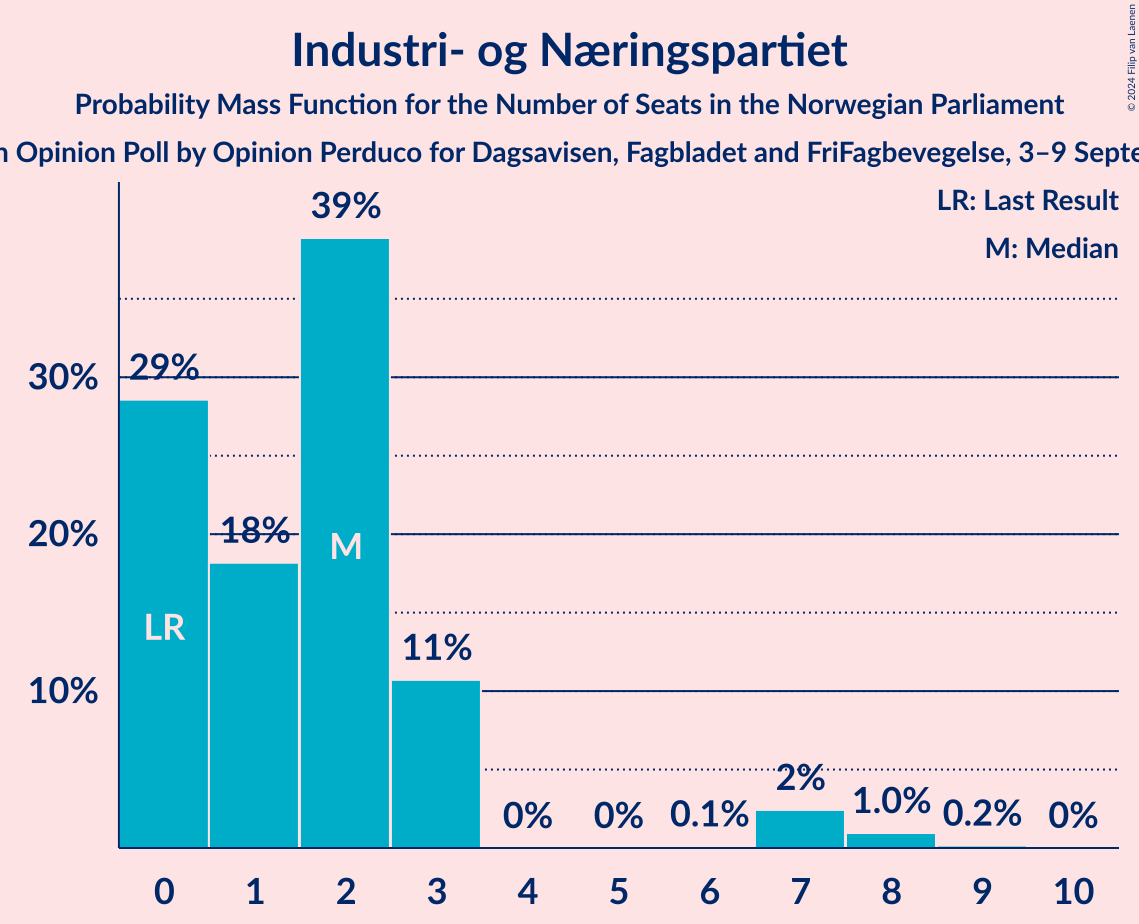 Industri- og Næringspartiet
Probability Mass Function for the Number of Seats in the Norwegian Parliament
Opinion Poll by Opinion Perduco for Dagsavisen, Fagbladet and FriFagbevegelse, 3–9
© 2024 Filip van Laenen
LR: Last Result
M: Median
39%
29%
30%
18%
20%
M
LR
11%
10%
2%
0%
0%
0.1%
1.0%
0.2%
0%
0 1 2 3 4 5 6 7 8 9 10